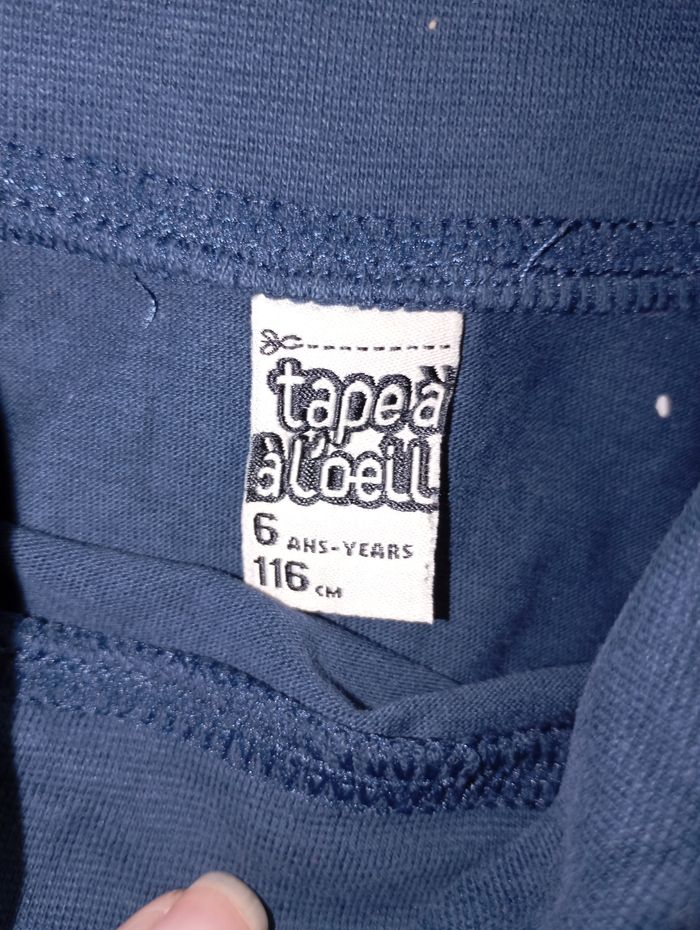 tape à
à l'oeil
6 ANS-YEARS
116 CM